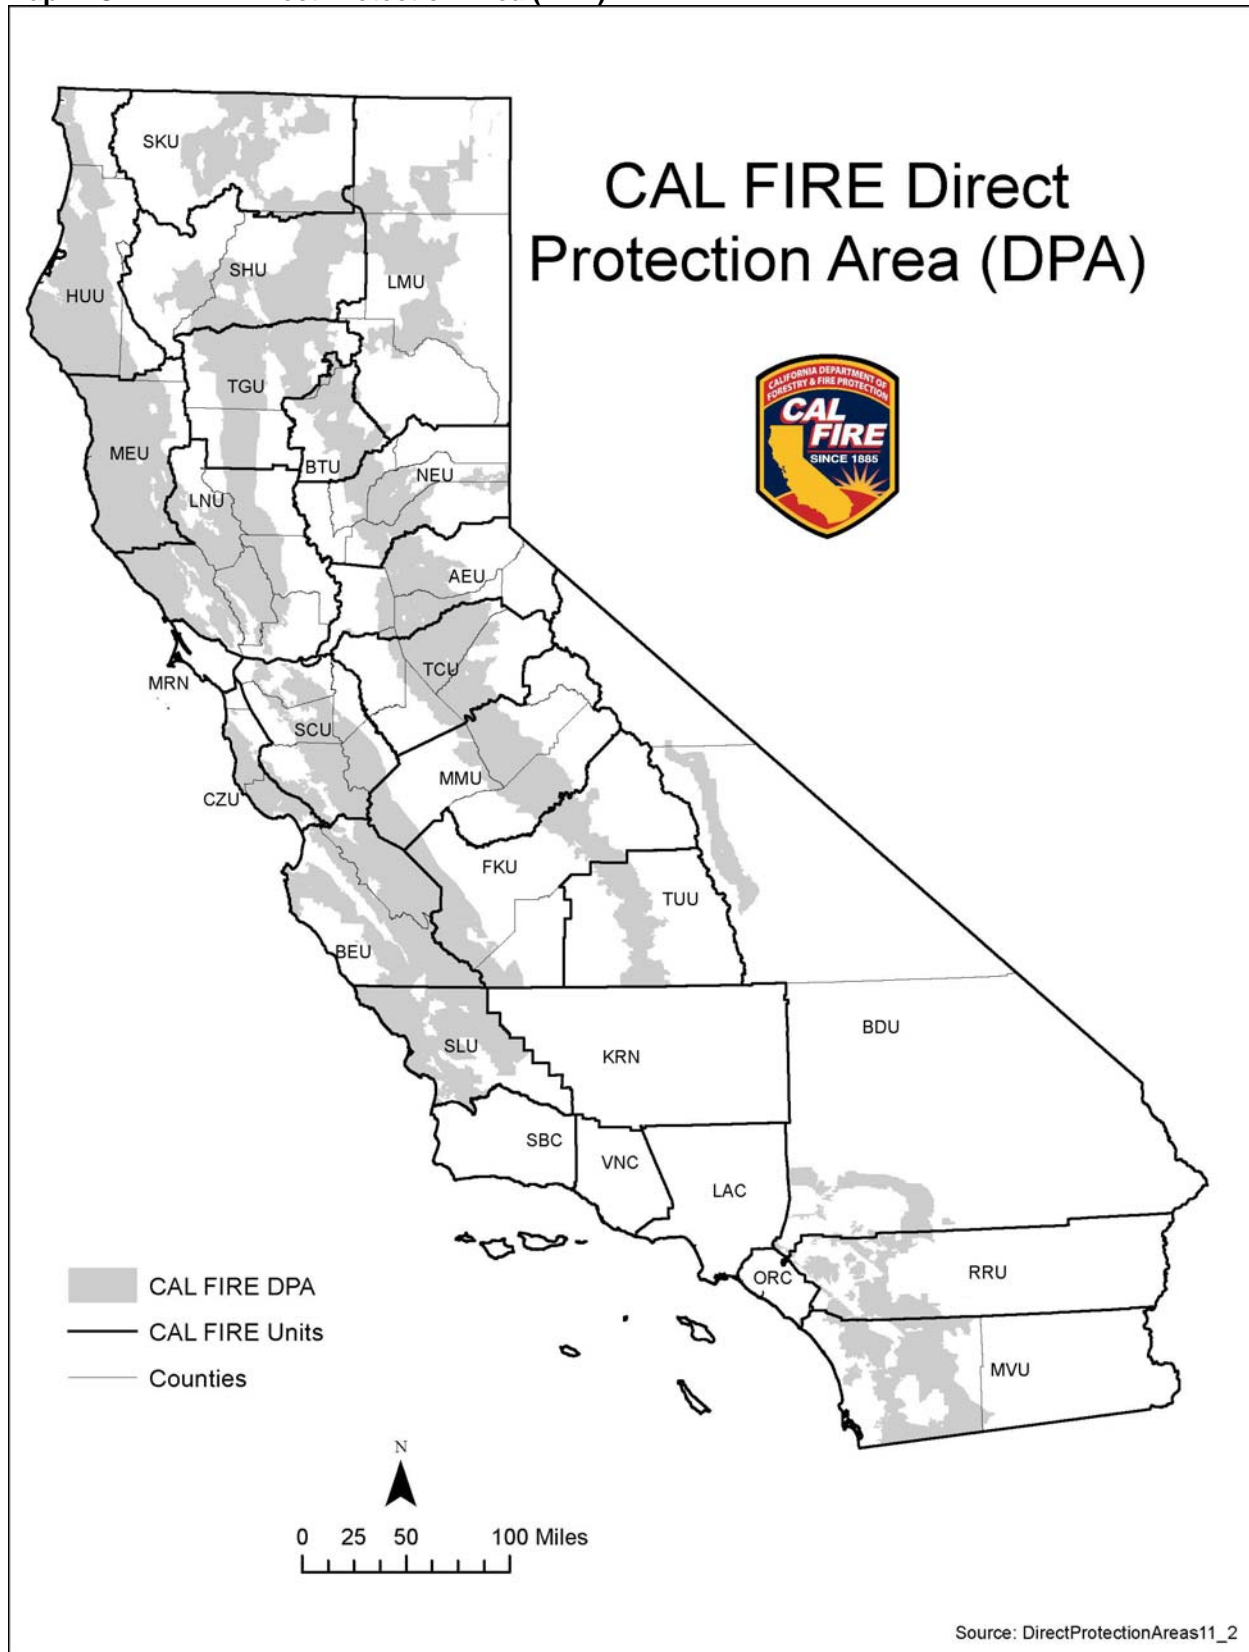 CAL FIRE Direct
Protection Area (DPA)
CALIFORNIA DEPARTMENT OF
FORESTRY & FIRE PROTECTION
CAL
FIRE
SINCE 1885
SKU
SHU
LMU
HUU
TGU
MEU
BTU
NEU
LNU
AEU
TCU
MRN
SCU
MMU
CZU
FKU
TUU
BEU
BDU
SLU
KRN
SBC
VNC
LAC
ORC
RRU
MVU
CAL FIRE DPA
CAL FIRE Units
Counties
N
0 25 50 100 Miles
Source: DirectProtectionAreas11_2